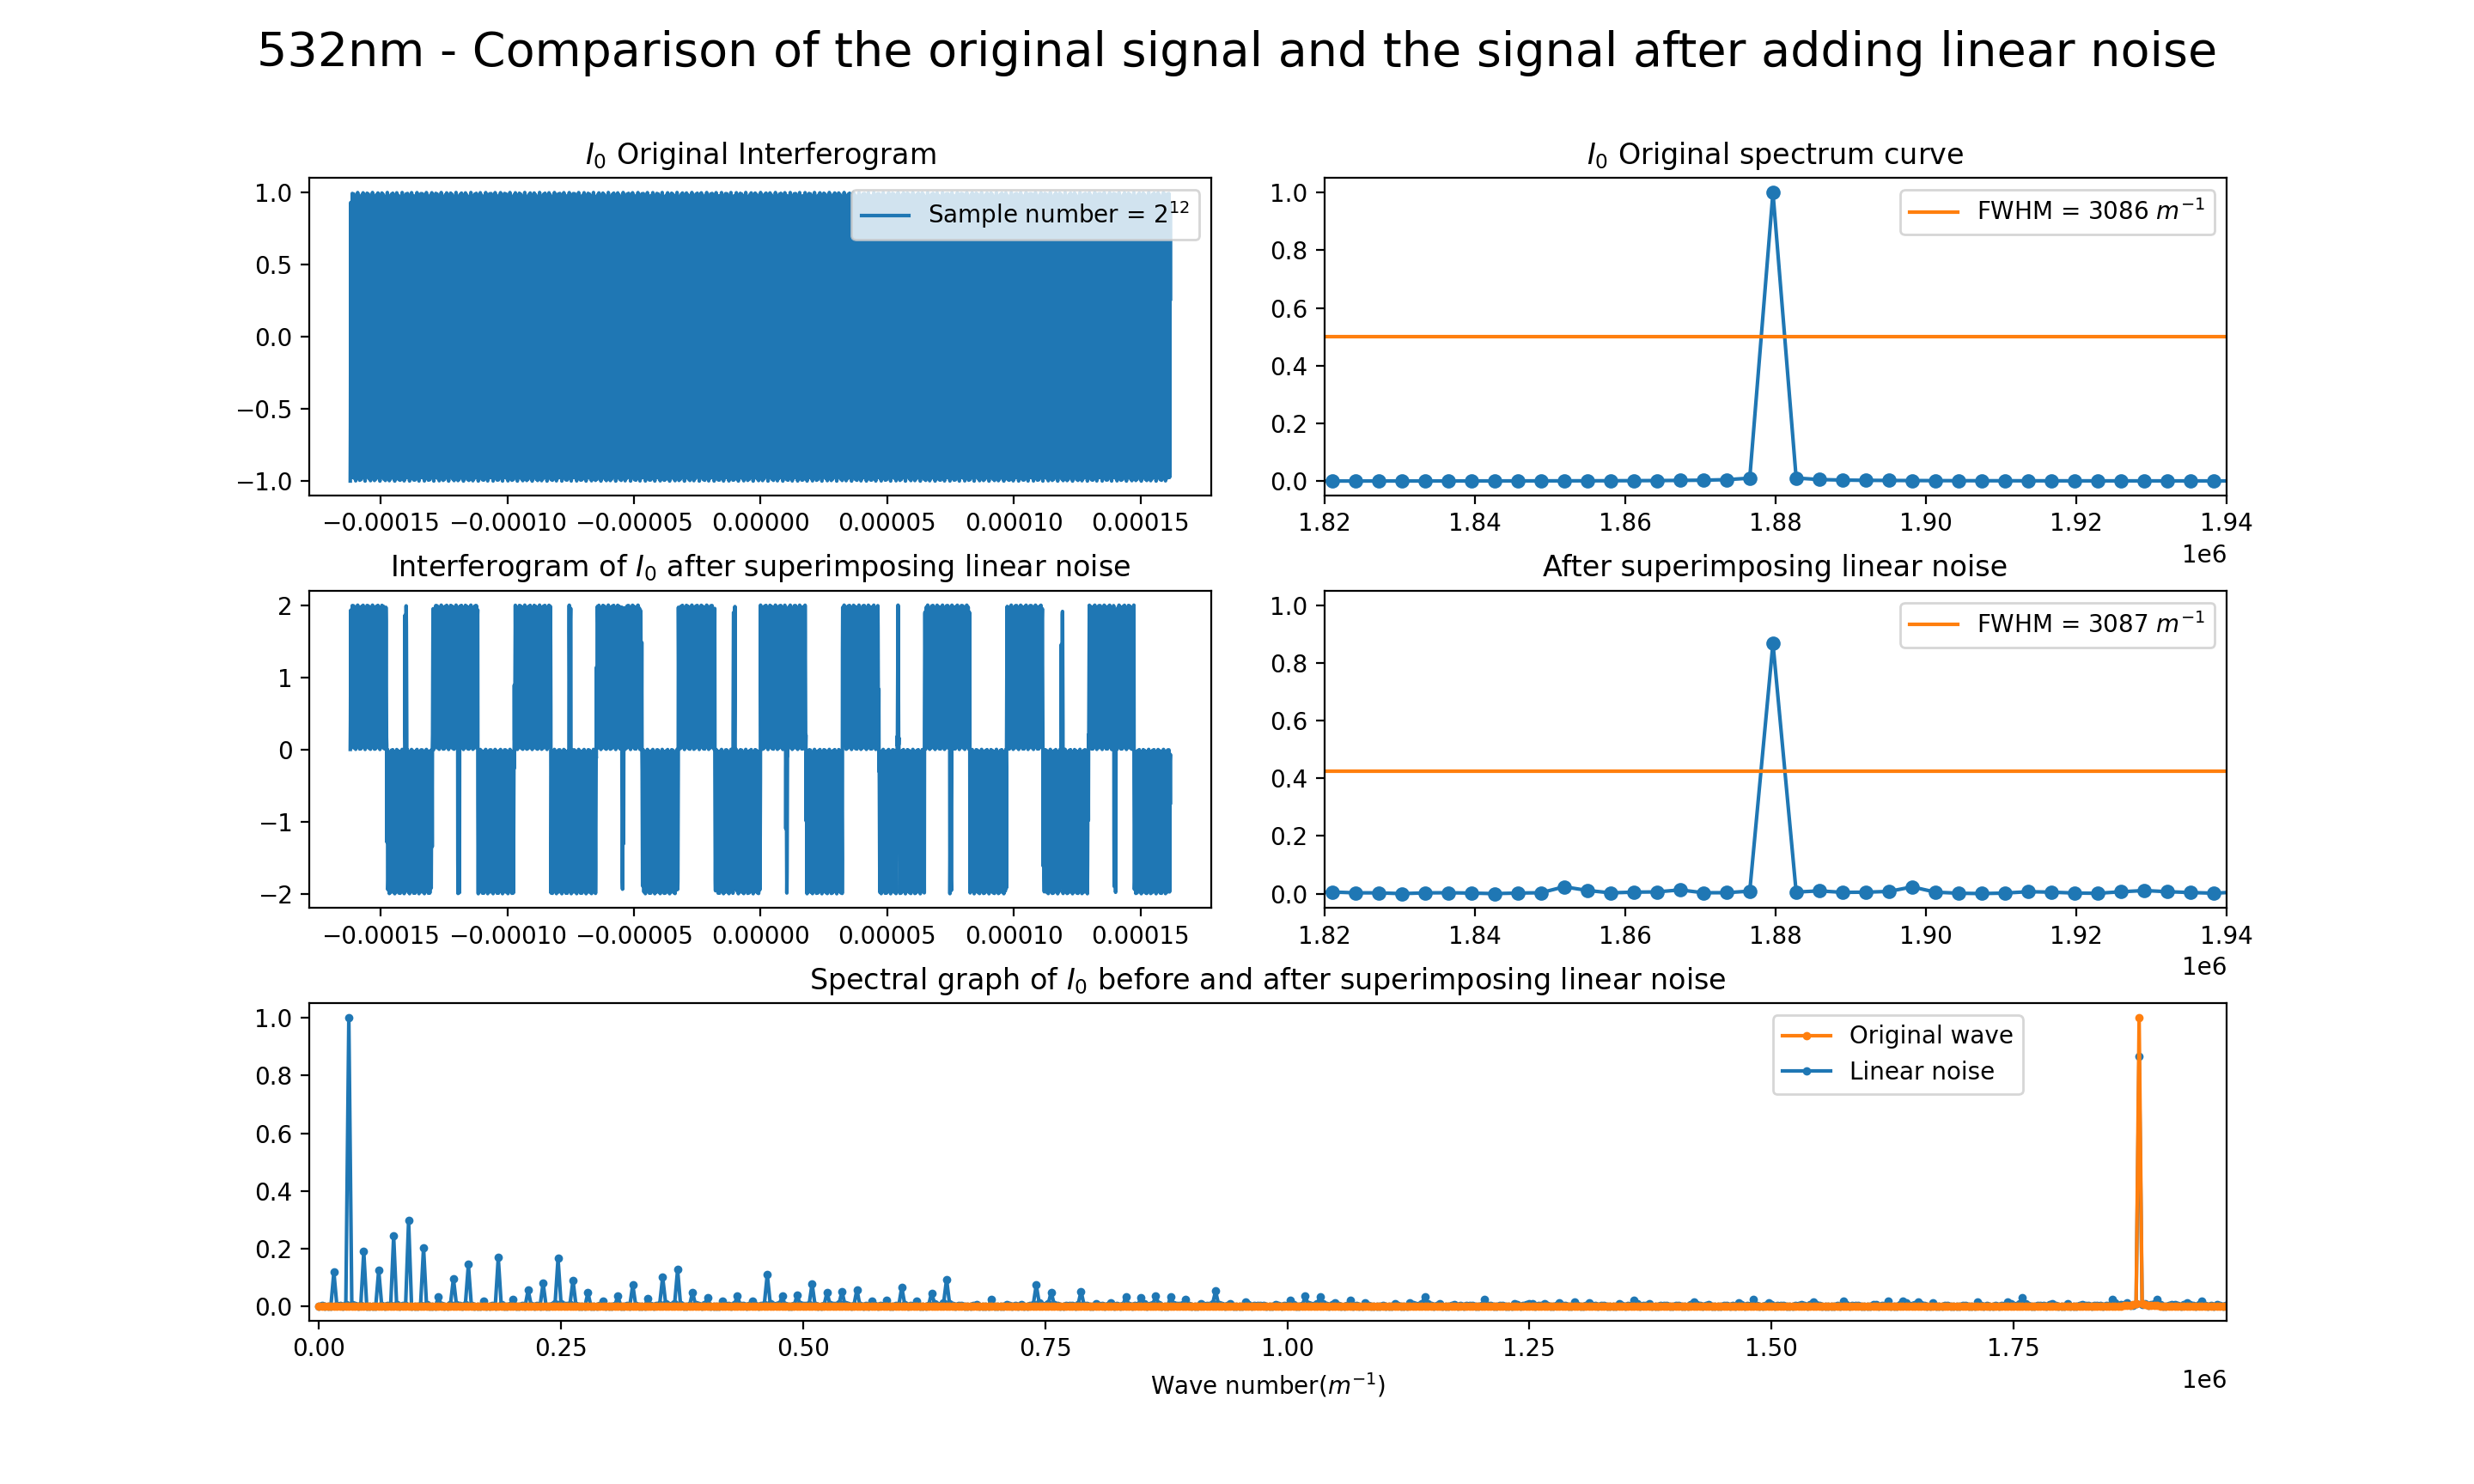 532nm - Comparison of the original signal and the signal after adding linear noise
I₀ Original Interferogram
1.0
0.5
0.0
−0.5
−1.0
Sample number = 2¹²
−0.00015 −0.00010 −0.00005 0.00000 0.00005 0.00010 0.00015
I₀ Original spectrum curve
1.0
0.8
0.6
0.4
0.2
0.0
FWHM = 3086 m⁻¹
1.82 1.84 1.86 1.88 1.90 1.92 1.94
1e6
Interferogram of I₀ after superimposing linear noise
2
1
0
−1
−2
−0.00015 −0.00010 −0.00005 0.00000 0.00005 0.00010 0.00015
After superimposing linear noise
1.0
0.8
0.6
0.4
0.2
0.0
FWHM = 3087 m⁻¹
1.82 1.84 1.86 1.88 1.90 1.92 1.94
1e6
Spectral graph of I₀ before and after superimposing linear noise
1.0
0.8
0.6
0.4
0.2
0.0
Original wave
Linear noise
0.00 0.25 0.50 0.75 1.00 1.25 1.50 1.75
1e6
Wave number(m⁻¹)